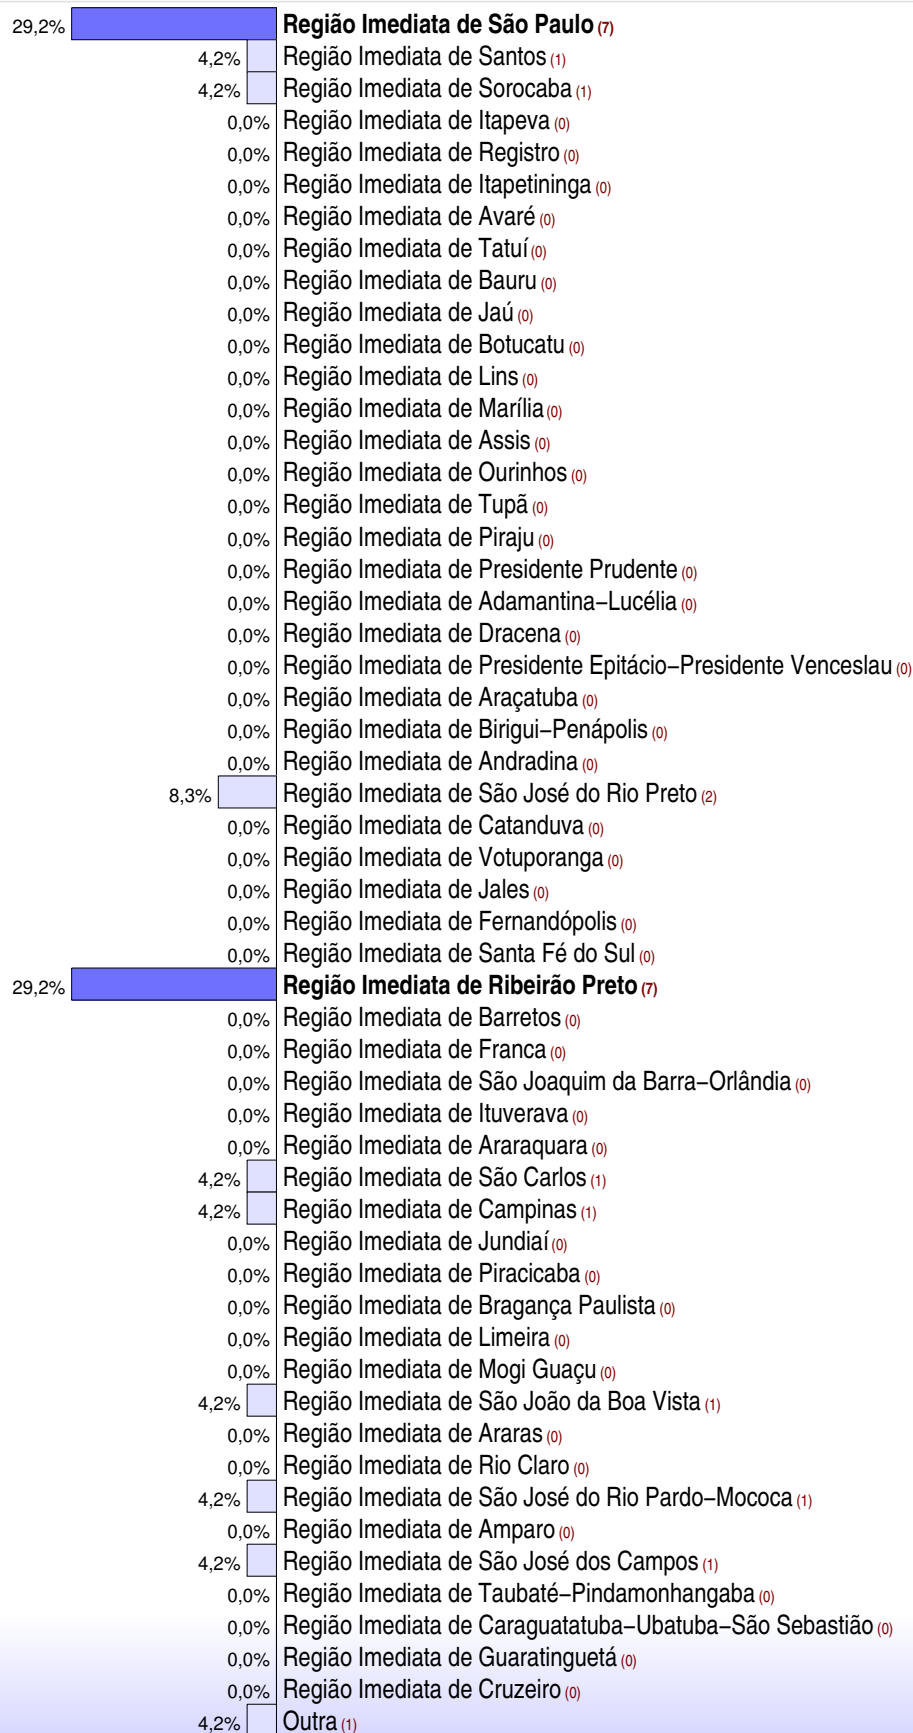 29,2% Região Imediata de São Paulo (7)
4,2% Região Imediata de Santos (1)
4,2% Região Imediata de Sorocaba (1)
0,0% Região Imediata de Itapeva (0)
0,0% Região Imediata de Registro (0)
0,0% Região Imediata de Itapetininga (0)
0,0% Região Imediata de Avaré (0)
0,0% Região Imediata de Tatuí (0)
0,0% Região Imediata de Bauru (0)
0,0% Região Imediata de Jaú (0)
0,0% Região Imediata de Botucatu (0)
0,0% Região Imediata de Lins (0)
0,0% Região Imediata de Marília (0)
0,0% Região Imediata de Assis (0)
0,0% Região Imediata de Ourinhos (0)
0,0% Região Imediata de Tupã (0)
0,0% Região Imediata de Piraju (0)
0,0% Região Imediata de Presidente Prudente (0)
0,0% Região Imediata de Adamantina−Lucélia (0)
0,0% Região Imediata de Dracena (0)
0,0% Região Imediata de Presidente Epitácio−Presidente Venceslau (0)
0,0% Região Imediata de Araçatuba (0)
0,0% Região Imediata de Birigui−Penápolis (0)
0,0% Região Imediata de Andradina (0)
8,3% Região Imediata de São José do Rio Preto (2)
0,0% Região Imediata de Catanduva (0)
0,0% Região Imediata de Votuporanga (0)
0,0% Região Imediata de Jales (0)
0,0% Região Imediata de Fernandópolis (0)
0,0% Região Imediata de Santa Fé do Sul (0)
29,2% Região Imediata de Ribeirão Preto (7)
0,0% Região Imediata de Barretos (0)
0,0% Região Imediata de Franca (0)
0,0% Região Imediata de São Joaquim da Barra−Orlândia (0)
0,0% Região Imediata de Ituverava (0)
0,0% Região Imediata de Araraquara (0)
4,2% Região Imediata de São Carlos (1)
4,2% Região Imediata de Campinas (1)
0,0% Região Imediata de Jundiaí (0)
0,0% Região Imediata de Piracicaba (0)
0,0% Região Imediata de Bragança Paulista (0)
0,0% Região Imediata de Limeira (0)
0,0% Região Imediata de Mogi Guaçu (0)
4,2% Região Imediata de São João da Boa Vista (1)
0,0% Região Imediata de Araras (0)
0,0% Região Imediata de Rio Claro (0)
4,2% Região Imediata de São José do Rio Pardo−Mococa (1)
0,0% Região Imediata de Amparo (0)
4,2% Região Imediata de São José dos Campos (1)
0,0% Região Imediata de Taubaté−Pindamonhangaba (0)
0,0% Região Imediata de Caraguatatuba−Ubatuba−São Sebastião (0)
0,0% Região Imediata de Guaratinguetá (0)
0,0% Região Imediata de Cruzeiro (0)
4,2% Outra (1)